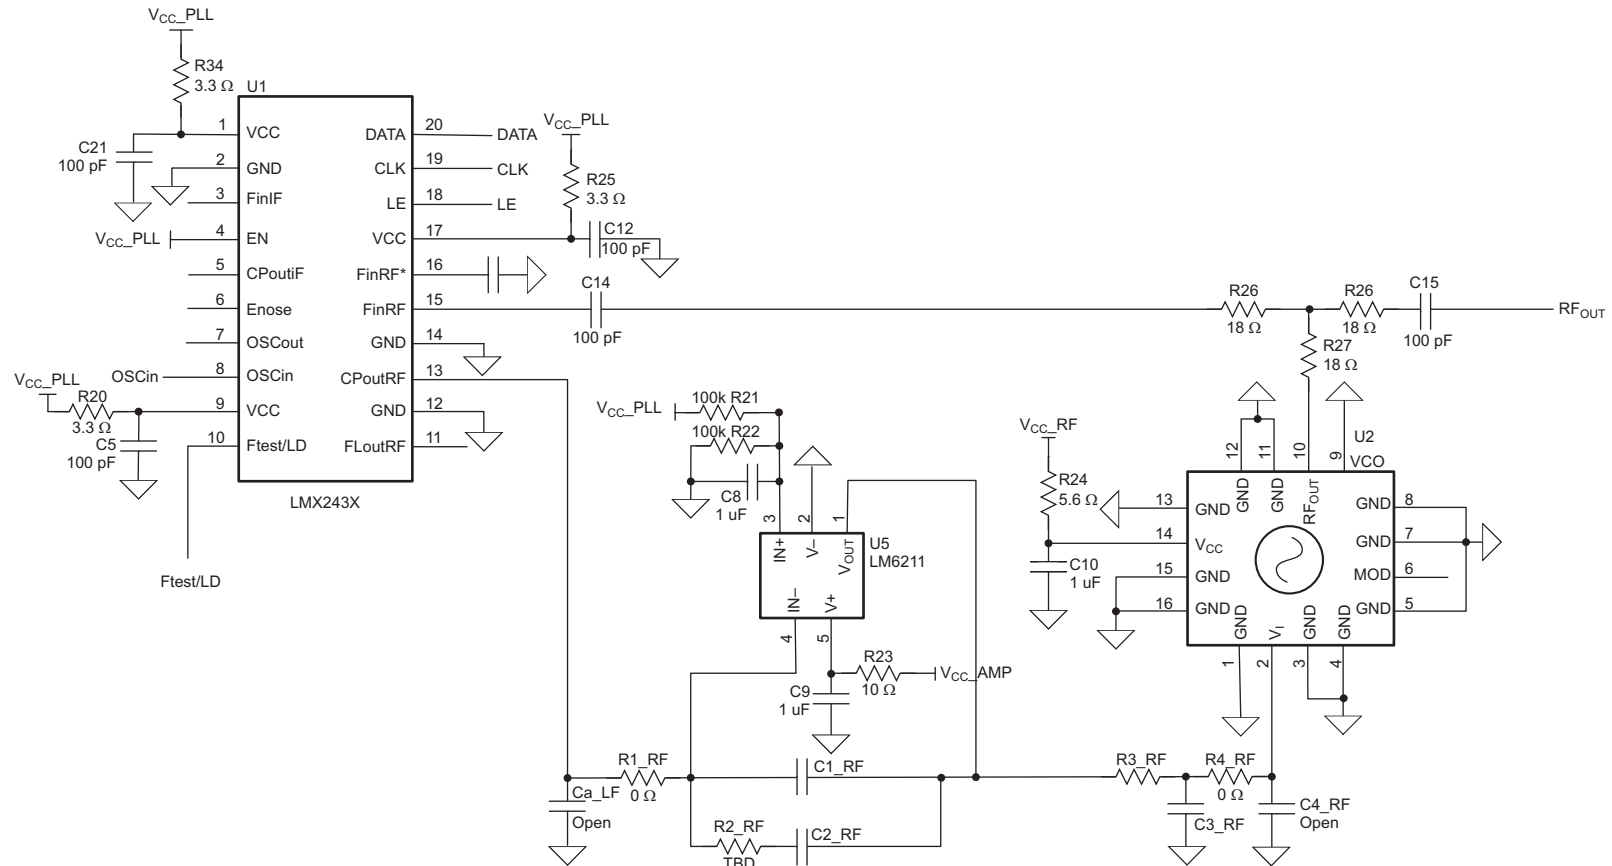 VCC_PLL
R34
3.3 Ω
U1
C21
100 pF
1
VCC
2
GND
3
FinIF
VCC_PLL
4
EN
5
CPoutiF
6
Enose
7
OSCout
OSCin
8
OSCin
VCC_PLL
R20
3.3 Ω
9
VCC
C5
100 pF
10
Ftest/LD
Ftest/LD
LMX243X
DATA
20
DATA
CLK
19
CLK
LE
18
LE
VCC
17
FinRF*
16
FinRF
15
GND
14
CPoutRF
13
GND
12
FLoutRF
11
VCC_PLL
R25
3.3 Ω
C12
100 pF
C14
100 pF
R26
18 Ω
R26
18 Ω
C15
100 pF
RFOUT
R27
18 Ω
VCC_PLL
100k R21
100k R22
C8
1 uF
3
2
1
IN+
V–
VOUT
U5
LM6211
IN–
V+
4
5
R23
10 Ω
VCC_AMP
C9
1 uF
VCC_RF
R24
5.6 Ω
C10
1 uF
12
11
10
9
U2
VCO
GND
GND
RFOUT
13
GND
14
VCC
15
GND
16
GND
GND
8
GND
7
MOD
6
GND
5
GND
VI
GND
GND
1
2
3
4
R1_RF
0 Ω
Ca_LF
Open
C1_RF
R2_RF
TBD
C2_RF
R3_RF
R4_RF
0 Ω
C3_RF
C4_RF
Open